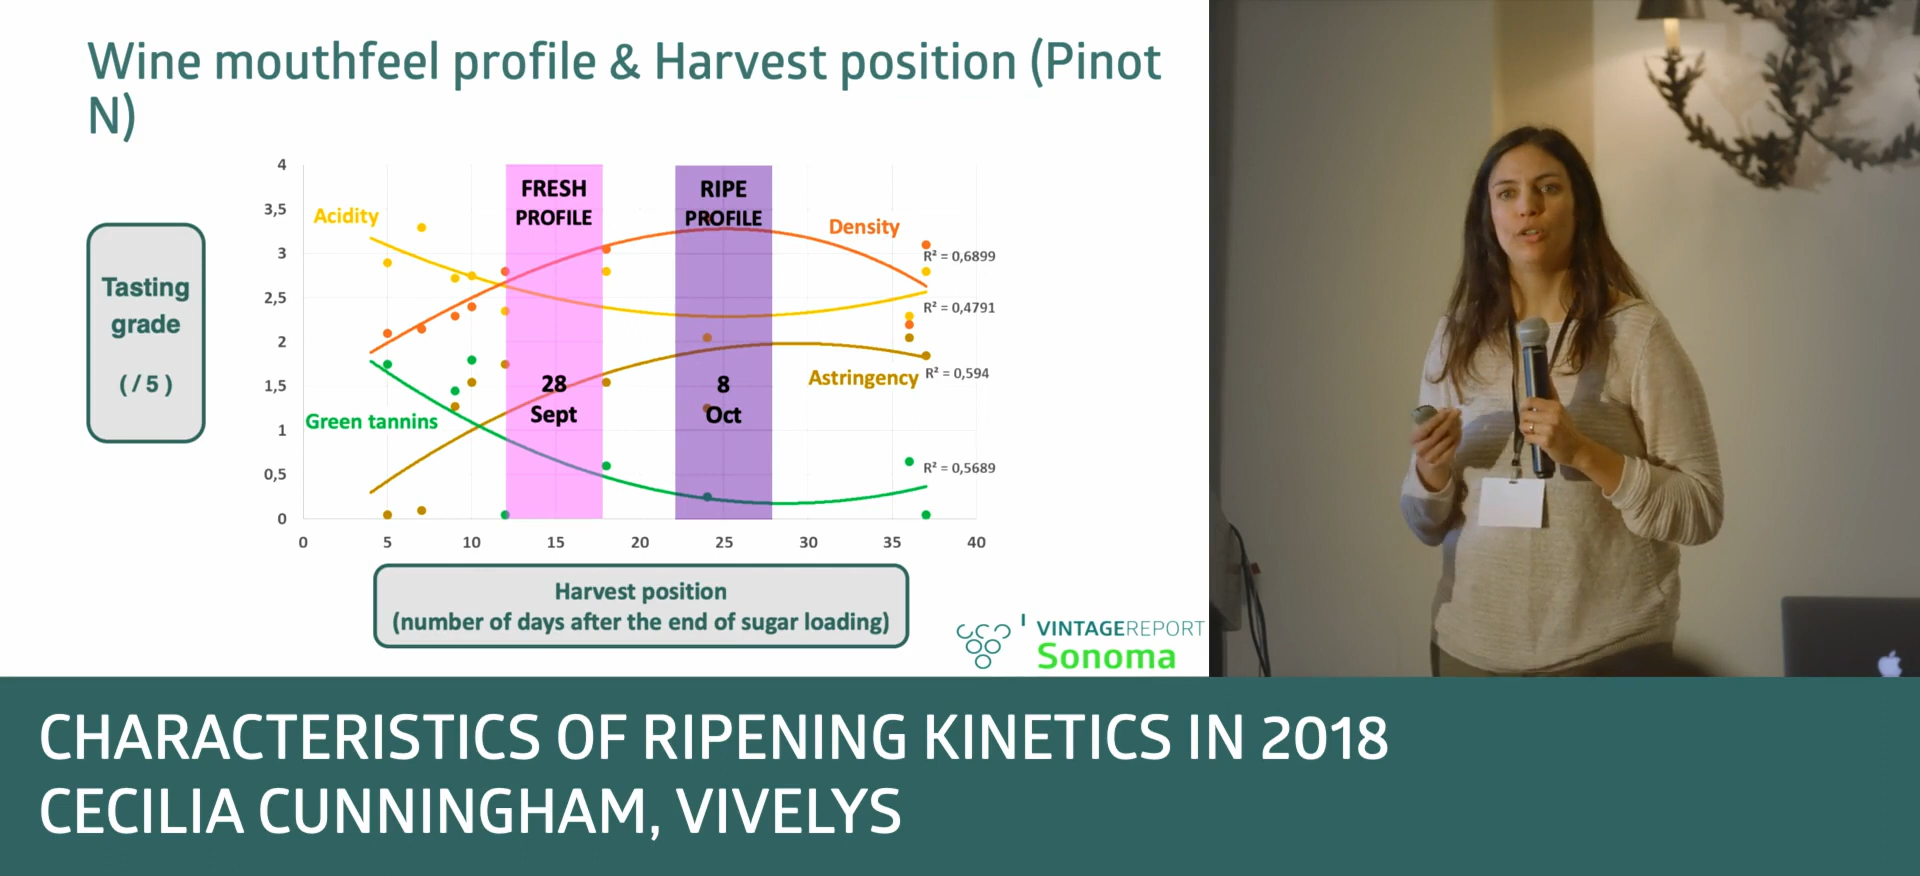 Wine mouthfeel profile & Harvest position (Pinot
N)
Tasting
grade
( / 5 )
4
3,5
3
2,5
2
1,5
1
0,5
0
0 5 10 15 20 25 30 35 40
Acidity
Green tannins
FRESH
PROFILE
28
Sept
RIPE
PROFILE
8
Oct
Density
R² = 0,6899
R² = 0,4791
Astringency
R² = 0,594
R² = 0,5689
Harvest position
(number of days after the end of sugar loading)
VINTAGEREPORT
Sonoma
CHARACTERISTICS OF RIPENING KINETICS IN 2018
CECILIA CUNNINGHAM, VIVELYS